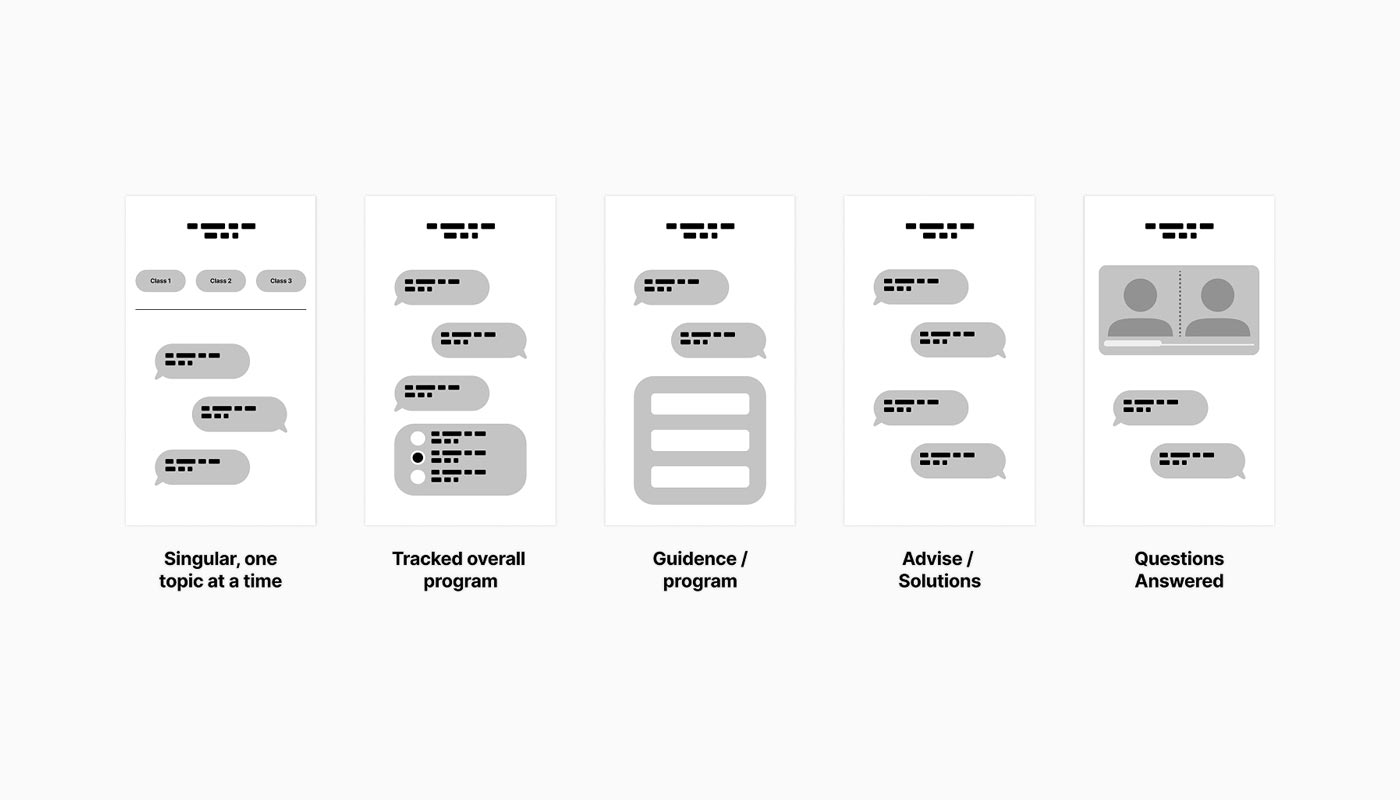 Class 1
Class 2
Class 3
Singular, one
topic at a time
Tracked overall
program
Guidence /
program
Advise /
Solutions
Questions
Answered